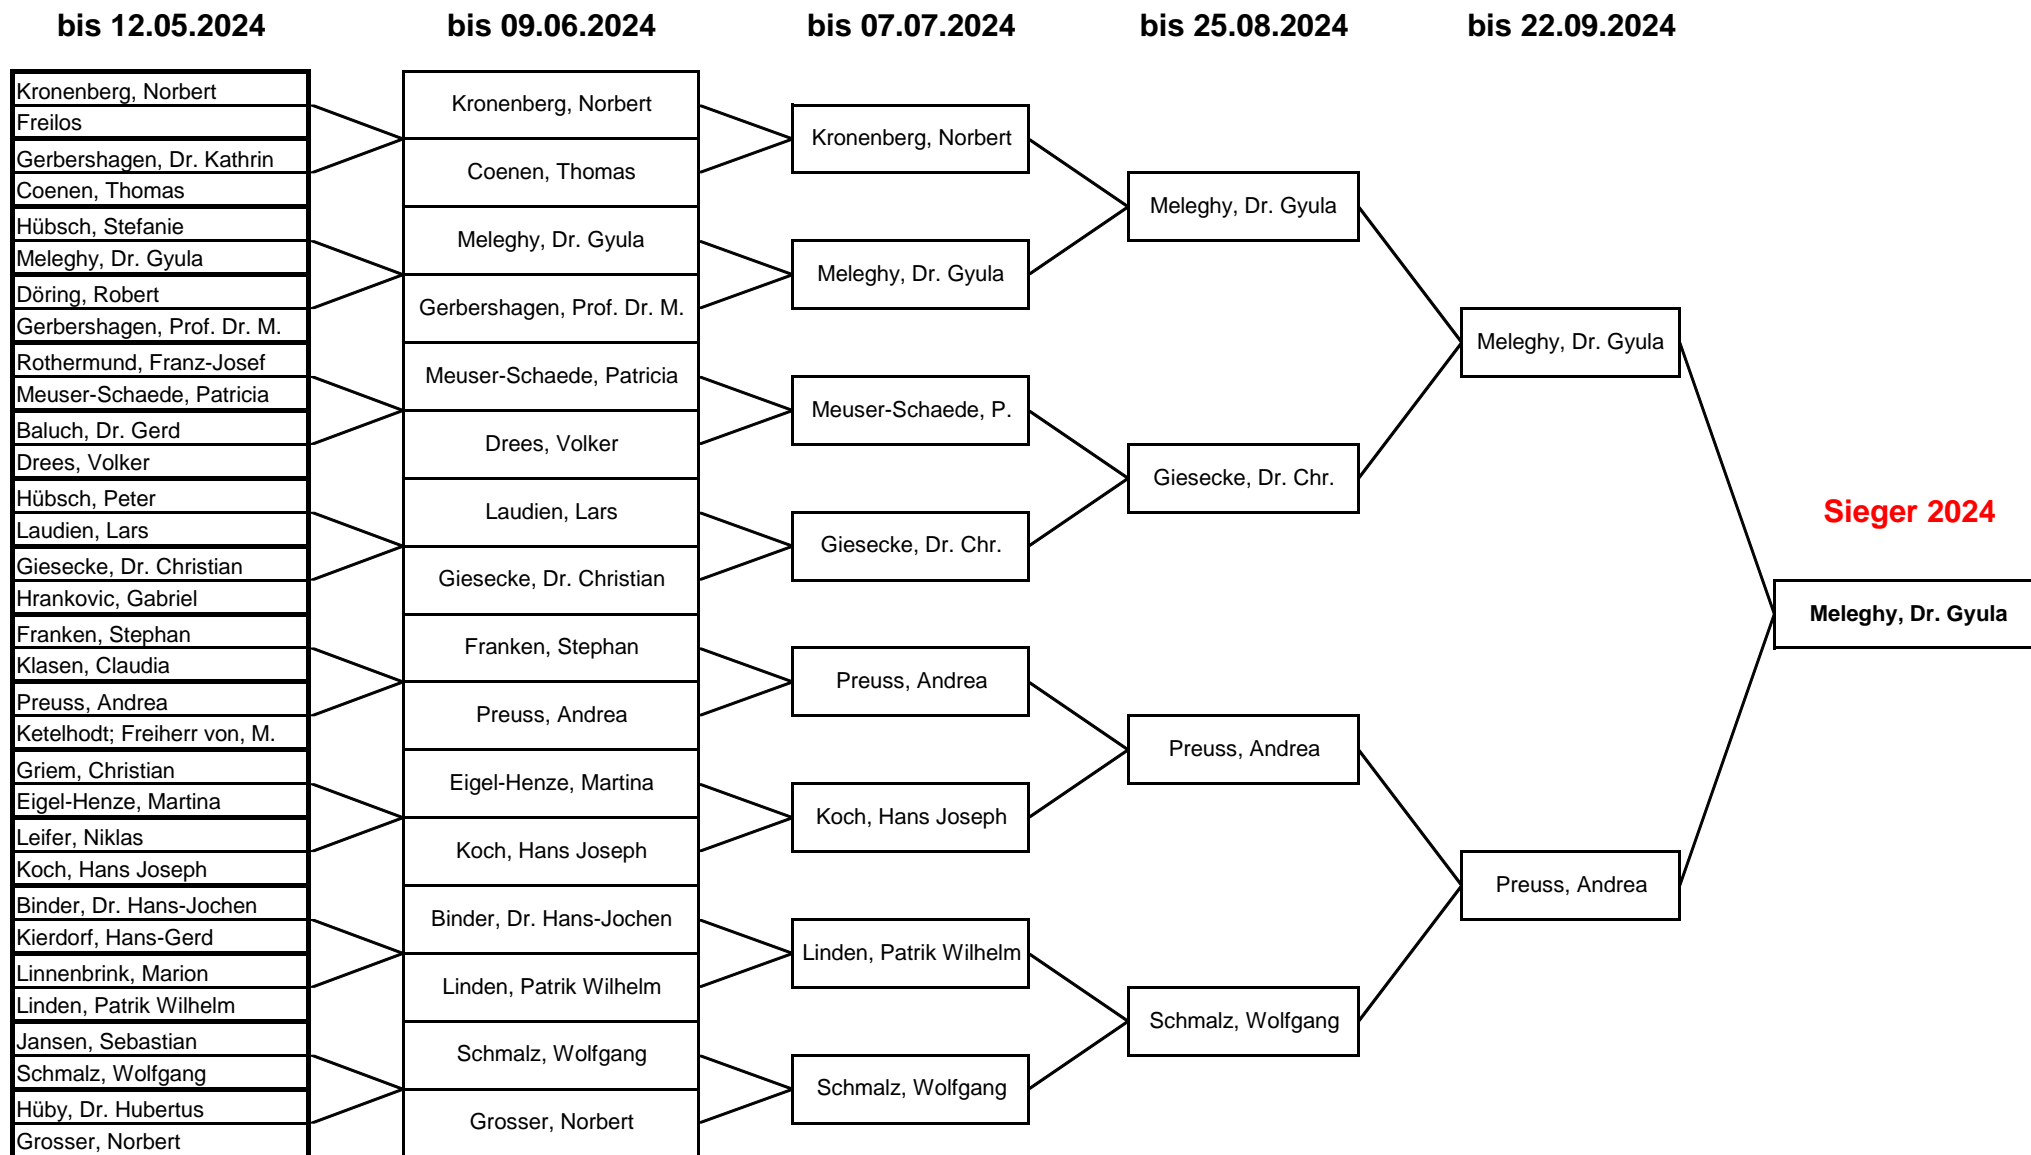 bis 12.05.2024
bis 09.06.2024
bis 07.07.2024
bis 25.08.2024
bis 22.09.2024
Kronenberg, Norbert
Freilos
Gerbershagen, Dr. Kathrin
Coenen, Thomas
Hübsch, Stefanie
Meleghy, Dr. Gyula
Döring, Robert
Gerbershagen, Prof. Dr. M.
Rothermund, Franz-Josef
Meuser-Schaede, Patricia
Baluch, Dr. Gerd
Drees, Volker
Hübsch, Peter
Laudien, Lars
Giesecke, Dr. Christian
Hrankovic, Gabriel
Franken, Stephan
Klasen, Claudia
Preuss, Andrea
Ketelhodt; Freiherr von, M.
Griem, Christian
Eigel-Henze, Martina
Leifer, Niklas
Koch, Hans Joseph
Binder, Dr. Hans-Jochen
Kierdorf, Hans-Gerd
Linnenbrink, Marion
Linden, Patrik Wilhelm
Jansen, Sebastian
Schmalz, Wolfgang
Hüby, Dr. Hubertus
Grosser, Norbert
Kronenberg, Norbert
Coenen, Thomas
Meleghy, Dr. Gyula
Gerbershagen, Prof. Dr. M.
Meuser-Schaede, Patricia
Drees, Volker
Laudien, Lars
Giesecke, Dr. Christian
Franken, Stephan
Preuss, Andrea
Eigel-Henze, Martina
Koch, Hans Joseph
Binder, Dr. Hans-Jochen
Linden, Patrik Wilhelm
Schmalz, Wolfgang
Grosser, Norbert
Kronenberg, Norbert
Meleghy, Dr. Gyula
Meuser-Schaede, P.
Giesecke, Dr. Chr.
Preuss, Andrea
Koch, Hans Joseph
Linden, Patrik Wilhelm
Schmalz, Wolfgang
Meleghy, Dr. Gyula
Giesecke, Dr. Chr.
Preuss, Andrea
Schmalz, Wolfgang
Meleghy, Dr. Gyula
Preuss, Andrea
Sieger 2024
Meleghy, Dr. Gyula